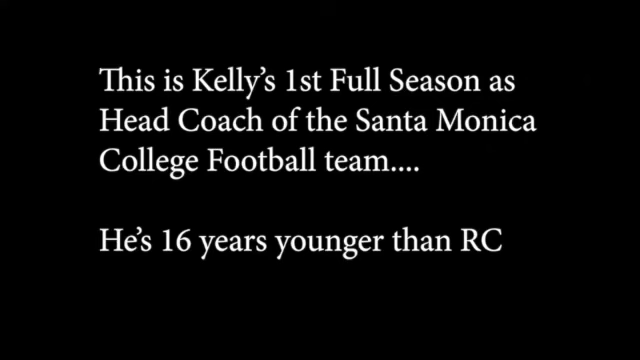 This is Kelly's 1st Full Season as
Head Coach of the Santa Monica
College Football team....
He's 16 years younger than RC